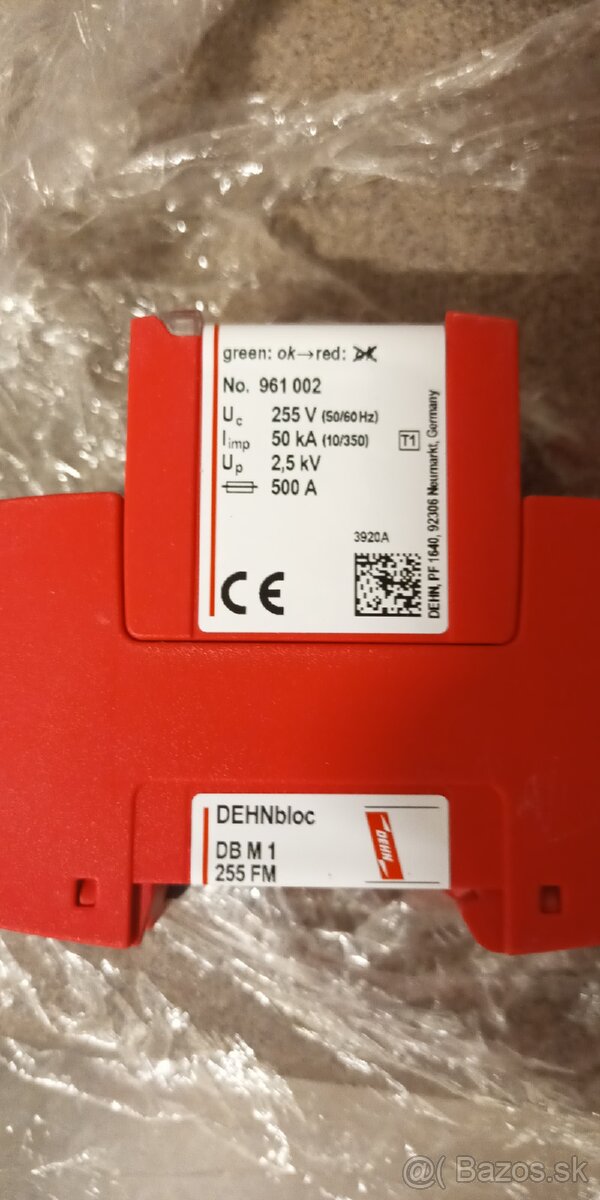 green: ok→red: ok
No. 961 002
Uc 255 V (50/60 Hz)
Iimp 50 kA (10/350) T1
Up 2,5 kV
500 A
3920A
CE
DEHN, PF 1640, 92306 Neumarkt, Germany
DEHNbloc
DB M 1
255 FM
DEHN
@( Bazos.sk